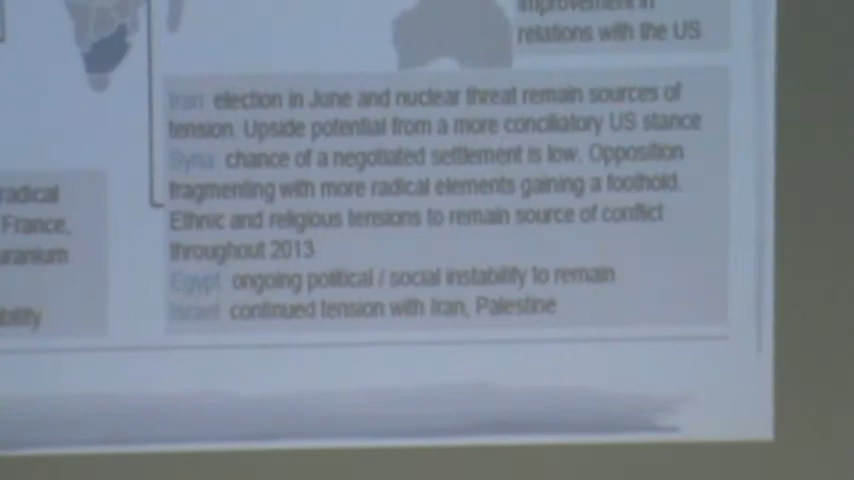 improvement in
relations with the US
Iran election in June and nuclear threat remain sources of
tension. Upside potential from a more conciliatory US stance
Syria chance of a negotiated settlement is low. Opposition
fragmenting with more radical elements gaining a foothold.
Ethnic and religious tensions to remain source of conflict
throughout 2013
Egypt ongoing political / social instability to remain
Israel continued tension with Iran, Palestine
radical
France,
uranium